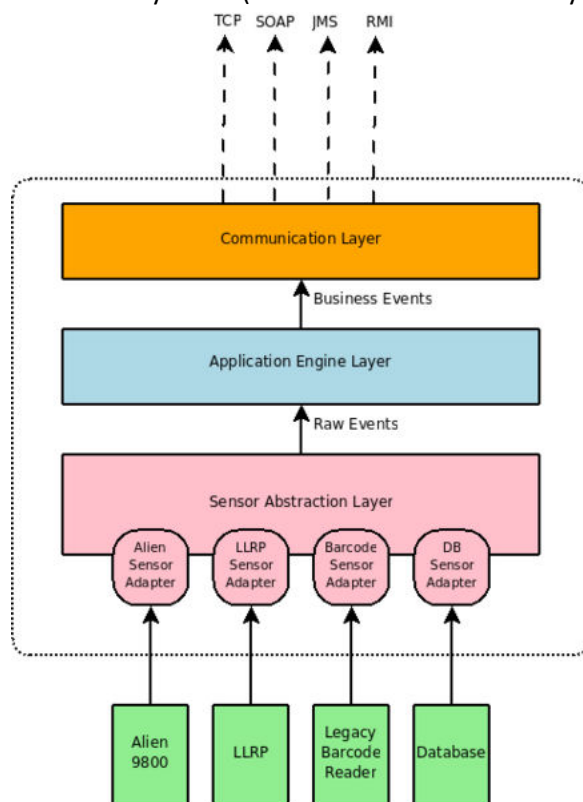 TCP SOAP JMS RMI
Communication Layer
Business Events
Application Engine Layer
Raw Events
Sensor Abstraction Layer
Alien
Sensor
Adapter
LLRP
Sensor
Adapter
Barcode
Sensor
Adapter
DB
Sensor
Adapter
Alien
9800
LLRP
Legacy
Barcode
Reader
Database